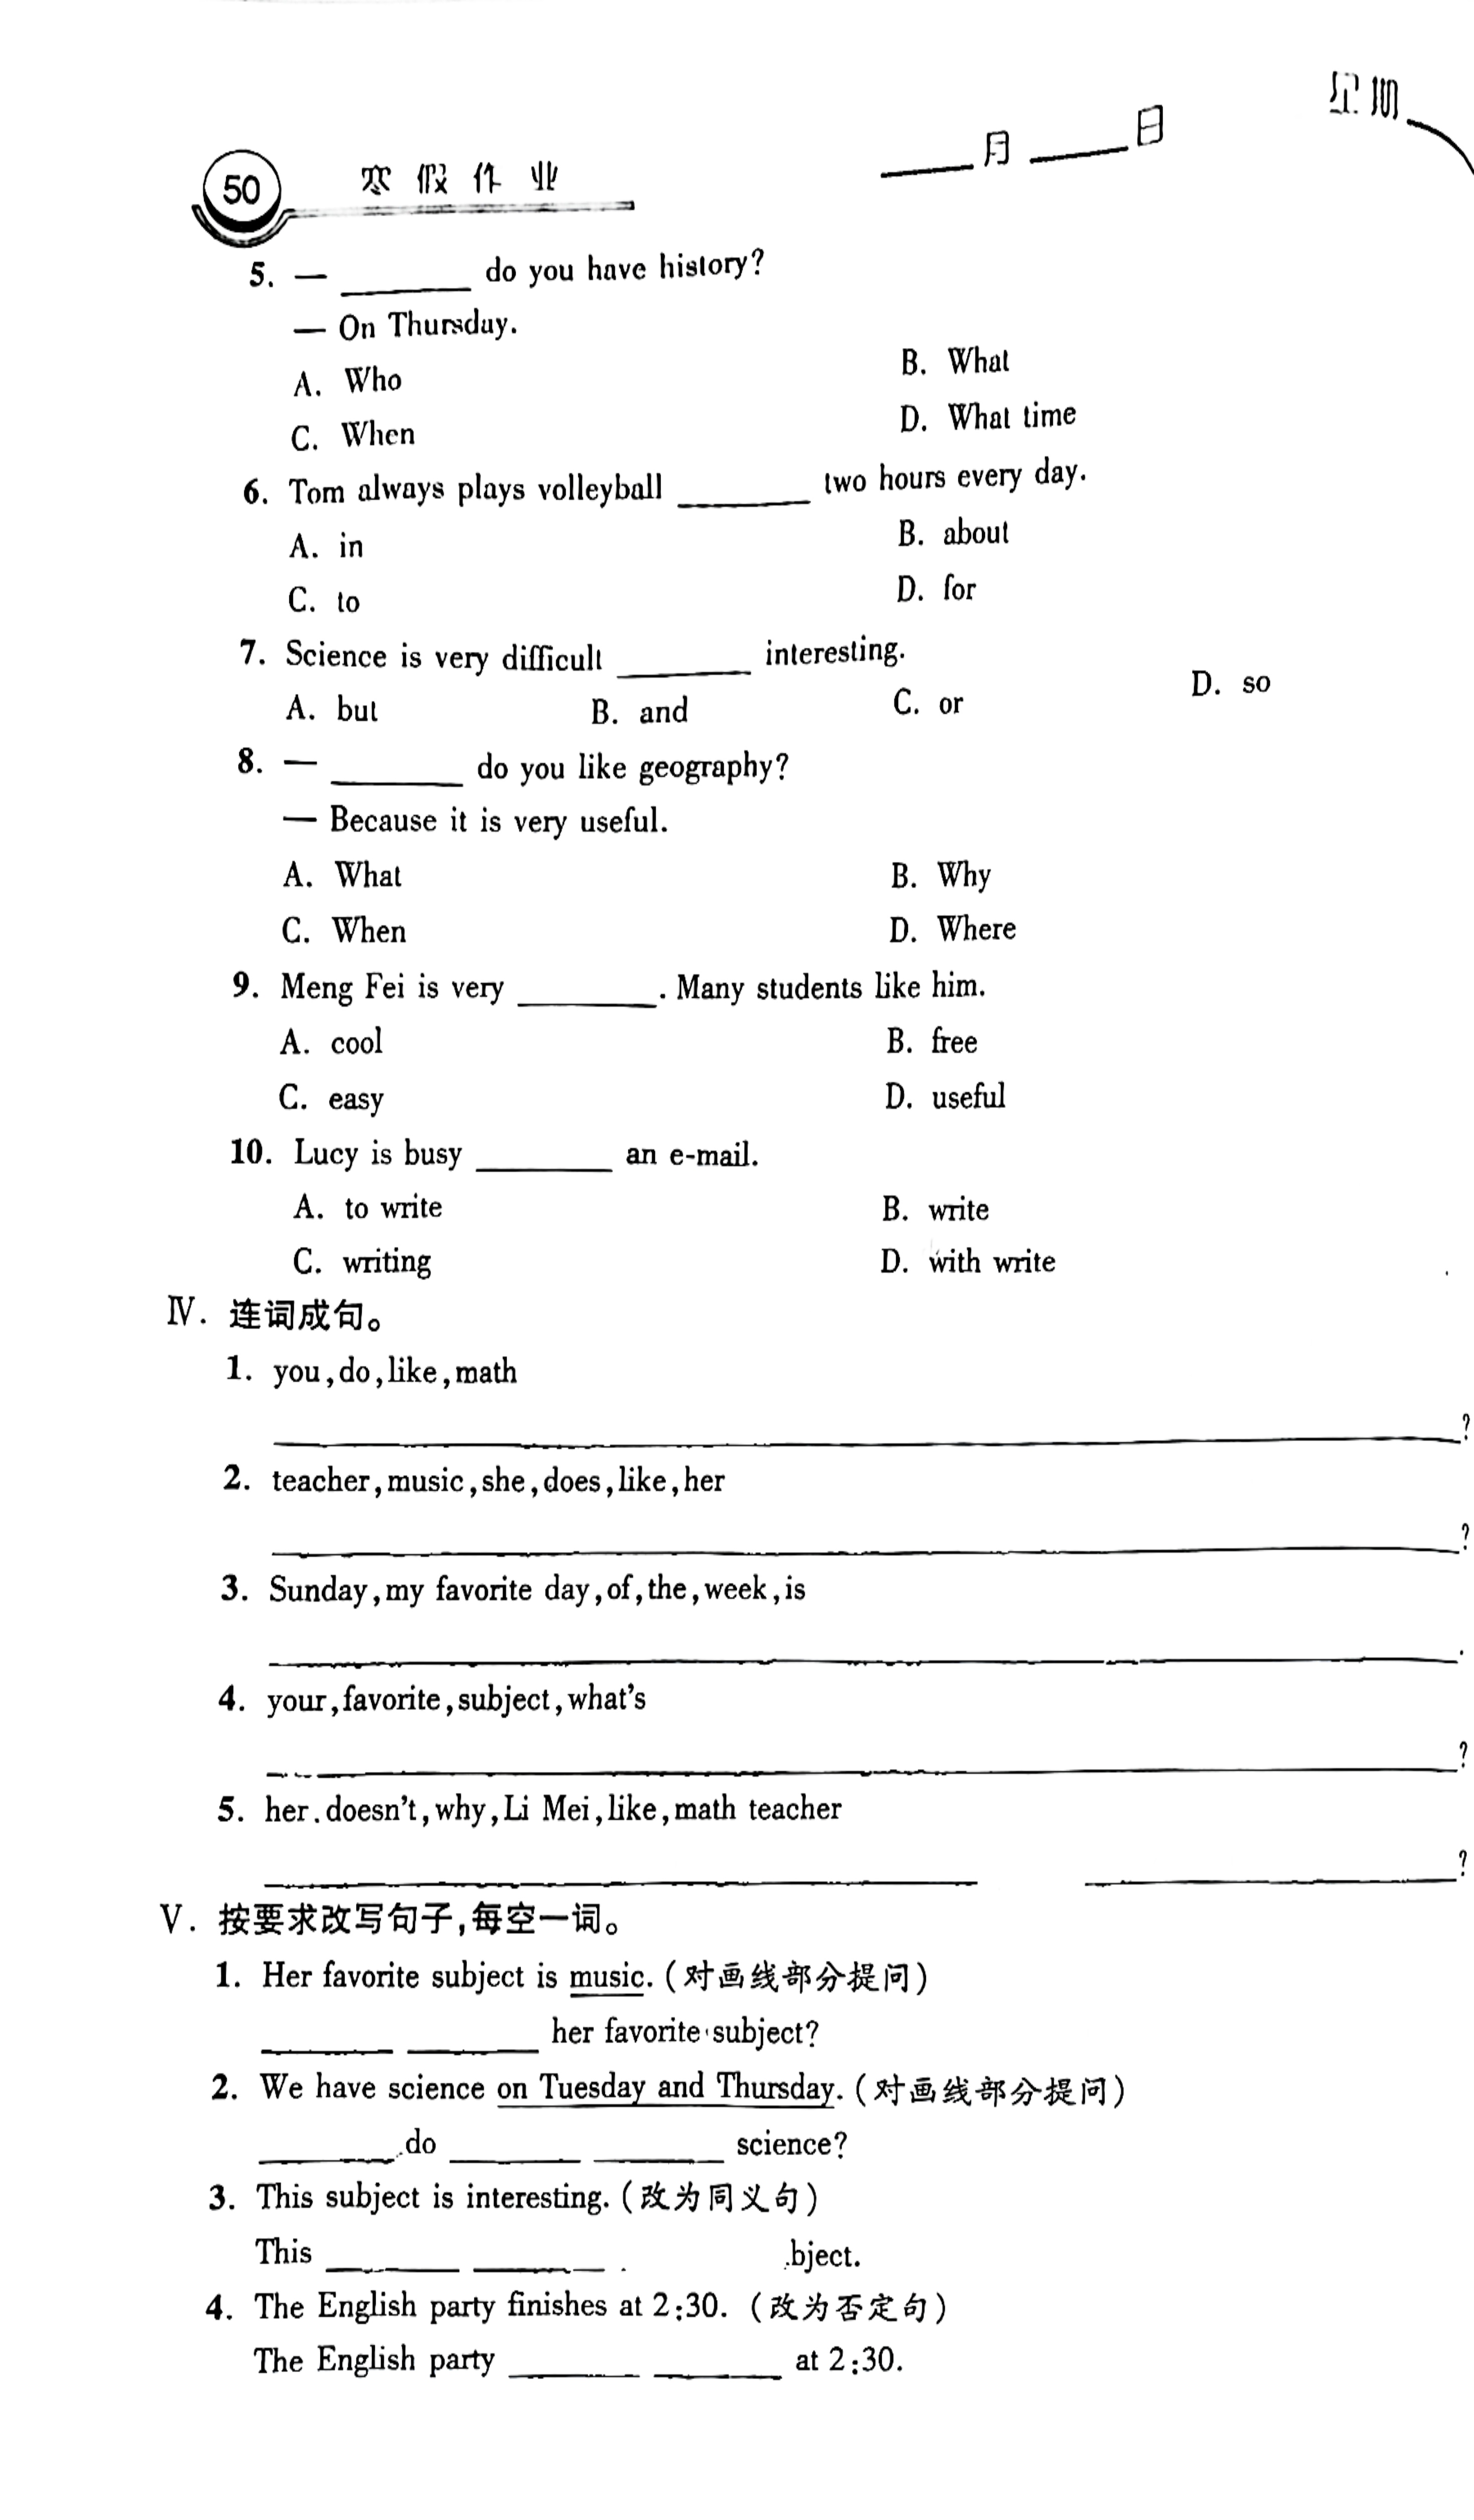 ____月____日 星期
50 寒假作业
5. — ________ do you have history?
— On Thursday.
A. Who B. What
C. When D. What time
6. Tom always plays volleyball ________ two hours every day.
A. in B. about
C. to D. for
7. Science is very difficult ________ interesting.
A. but B. and C. or D. so
8. — ________ do you like geography?
— Because it is very useful.
A. What B. Why
C. When D. Where
9. Meng Fei is very ________. Many students like him.
A. cool B. free
C. easy D. useful
10. Lucy is busy ________ an e-mail.
A. to write B. write
C. writing D. with write
Ⅳ. 连词成句。
1. you,do,like,math
________?
2. teacher,music,she,does,like,her
________?
3. Sunday,my favorite day,of,the,week,is
________.
4. your,favorite,subject,what's
________?
5. her.doesn't,why,Li Mei,like,math teacher
________ ________?
Ⅴ. 按要求改写句子,每空一词。
1. Her favorite subject is music. (对画线部分提问)
________ ________ her favorite subject?
2. We have science on Tuesday and Thursday. (对画线部分提问)
________ do ________ ________ science?
3. This subject is interesting. (改为同义句)
This ________ ________ bject.
4. The English party finishes at 2:30. (改为否定句)
The English party ________ ________ at 2:30.